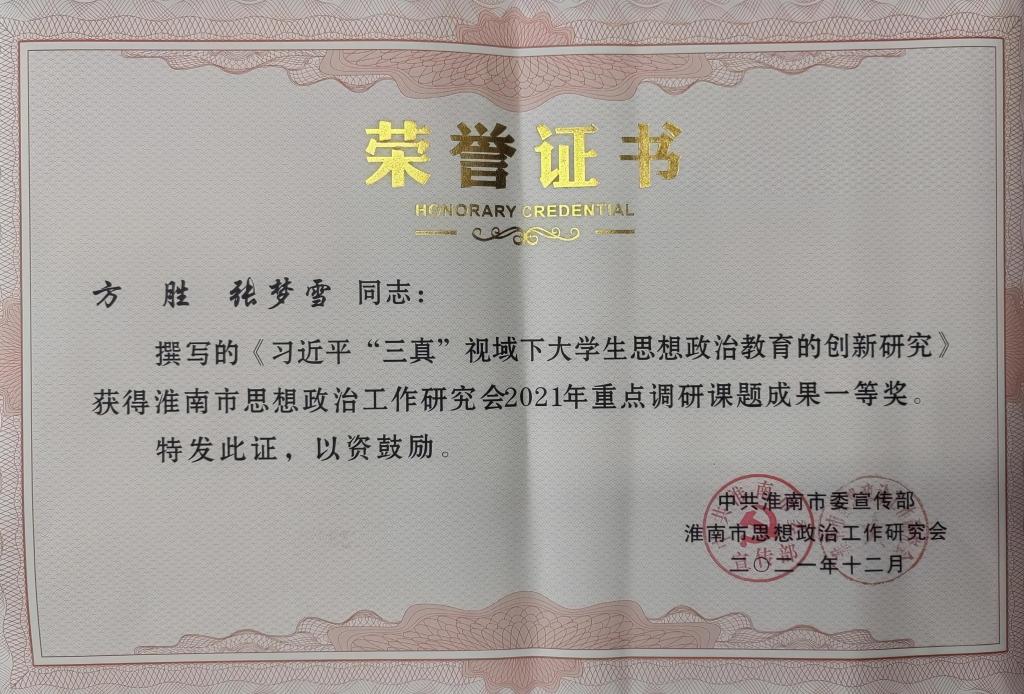 荣誉证书
HONORARY CREDENTIAL
方 胜 张梦雪 同志：
撰写的《习近平“三真”视域下大学生思想政治教育的创新研究》
获得淮南市思想政治工作研究会2021年重点调研课题成果一等奖。
特发此证，以资鼓励。
中共淮南市委宣传部
淮南市思想政治工作研究会
二〇二一年十二月